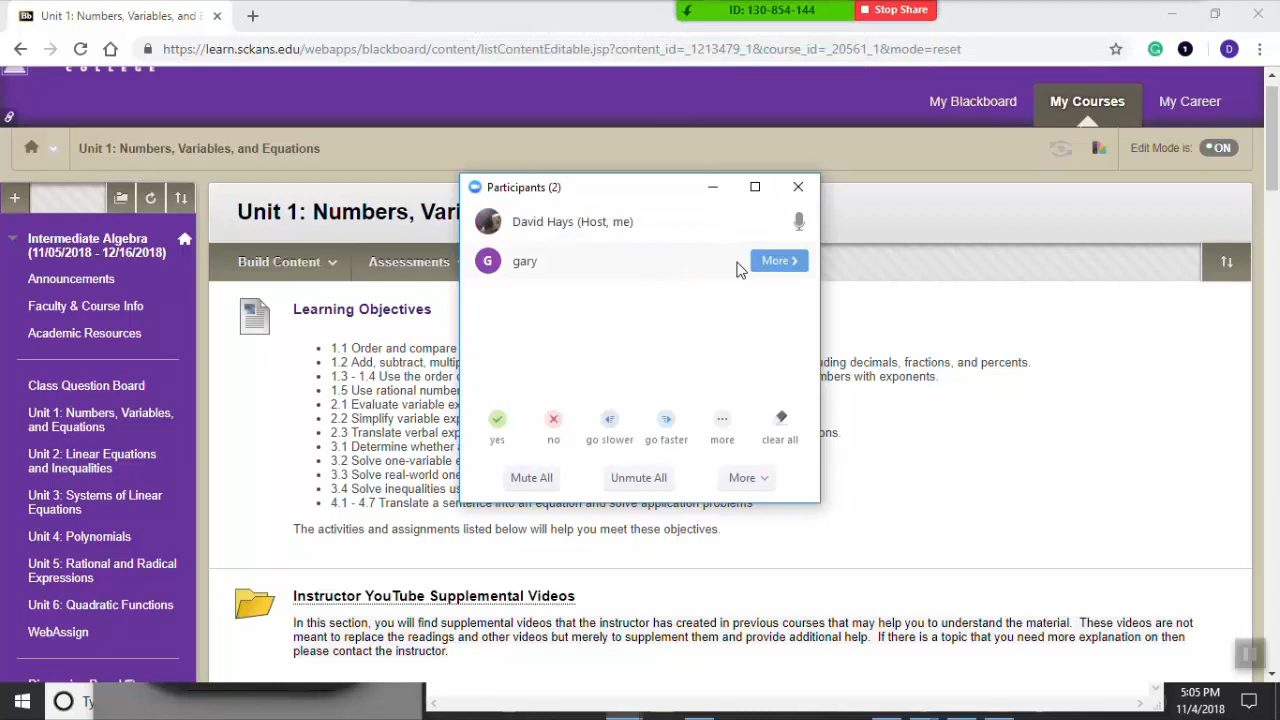 Bb
Unit 1: Numbers, Variables, and
ID: 130-854-144
Stop Share
https://learn.sckans.edu/webapps/blackboard/content/listContentEditable.jsp?content_id=_1213479_1&course_id=_20561_1&mode=reset
1
D
COLLEGE
My Blackboard
My Courses
My Career
Unit 1: Numbers, Variables, and Equations
Edit Mode is:
ON
Intermediate Algebra
(11/05/2018 - 12/16/2018)
Announcements
Faculty & Course Info
Academic Resources
Class Question Board
Unit 1: Numbers, Variables,
and Equations
Unit 2: Linear Equations
and Inequalities
Unit 3: Systems of Linear
Equations
Unit 4: Polynomials
Unit 5: Rational and Radical
Expressions
Unit 6: Quadratic Functions
WebAssign
Unit 1: Numbers, Vari
Build Content
Assessments
Learning Objectives
1.1 Order and compare
1.2 Add, subtract, multip
uding decimals, fractions, and percents.
1.3 - 1.4 Use the order o
mbers with exponents.
1.5 Use rational number
2.1 Evaluate variable ex
2.2 Simplify variable exp
2.3 Translate verbal exp
ons.
3.1 Determine whether a
3.2 Solve one-variable e
3.3 Solve real-world one
3.4 Solve inequalities us
4.1 - 4.7 Translate a sentence into an equation and solve application problems
The activities and assignments listed below will help you meet these objectives.
Instructor YouTube Supplemental Videos
In this section, you will find supplemental videos that the instructor has created in previous courses that may help you to understand the material. These videos are not
meant to replace the readings and other videos but merely to supplement them and provide additional help. If there is a topic that you need more explanation on then
please contact the instructor.
Participants (2)
David Hays (Host, me)
G
gary
More
yes
no
go slower
go faster
more
clear all
Mute All
Unmute All
More
Ty
5:05 PM
11/4/2018